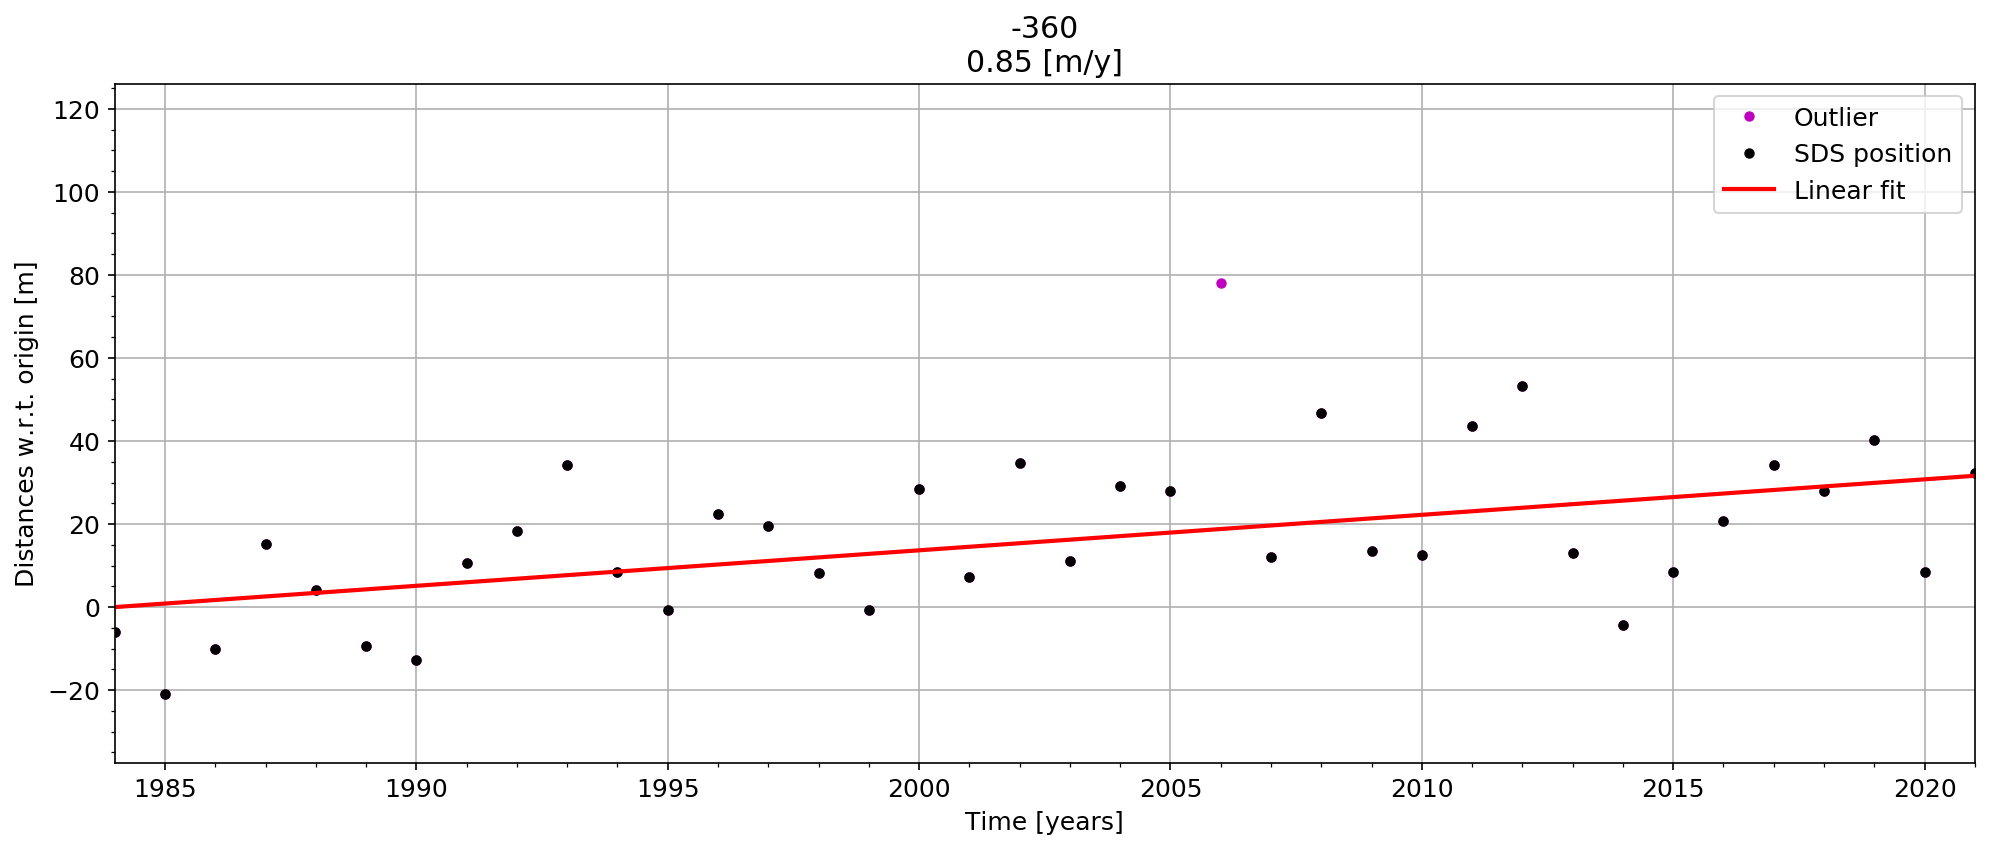 -360
0.85 [m/y]
Distances w.r.t. origin [m]
120
100
80
60
40
20
0
−20
Outlier
SDS position
Linear fit
1985 1990 1995 2000 2005 2010 2015 2020
Time [years]